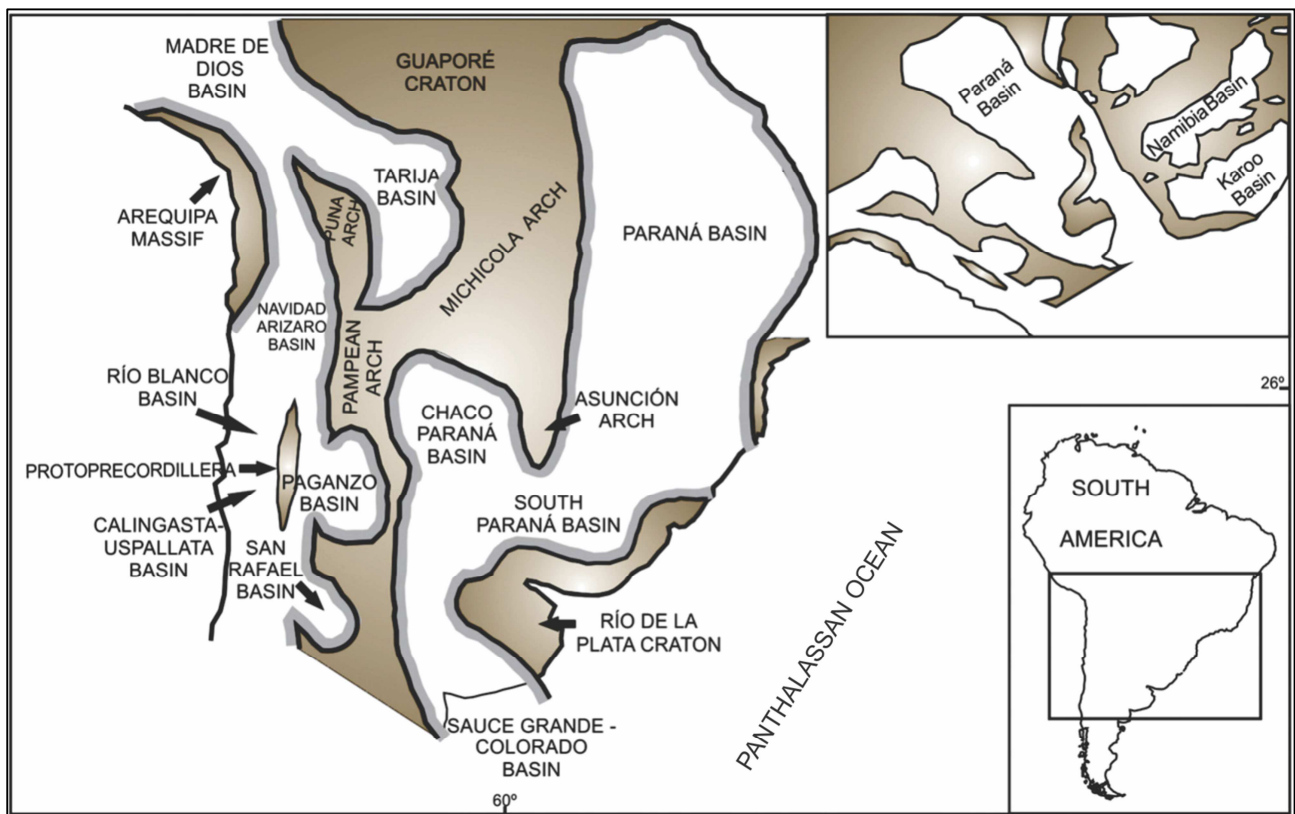 MADRE DE
DIOS
BASIN
GUAPORÉ
CRATON
AREQUIPA
MASSIF
PUNA
ARCH
TARIJA
BASIN
MICHICOLA ARCH
PARANÁ BASIN
NAVIDAD
ARIZARO
BASIN
PAMPEAN
ARCH
RÍO BLANCO
BASIN
CHACO
PARANÁ
BASIN
ASUNCIÓN
ARCH
PROTOPRECORDILLERA
PAGANZO
BASIN
CALINGASTA-
USPALLATA
BASIN
SAN
RAFAEL
BASIN
SOUTH
PARANÁ BASIN
RÍO DE LA
PLATA CRATON
SAUCE GRANDE -
COLORADO
BASIN
PANTHALASSAN OCEAN
60º
26º
Paraná
Basin
Namibia Basin
Karoo
Basin
SOUTH
AMERICA